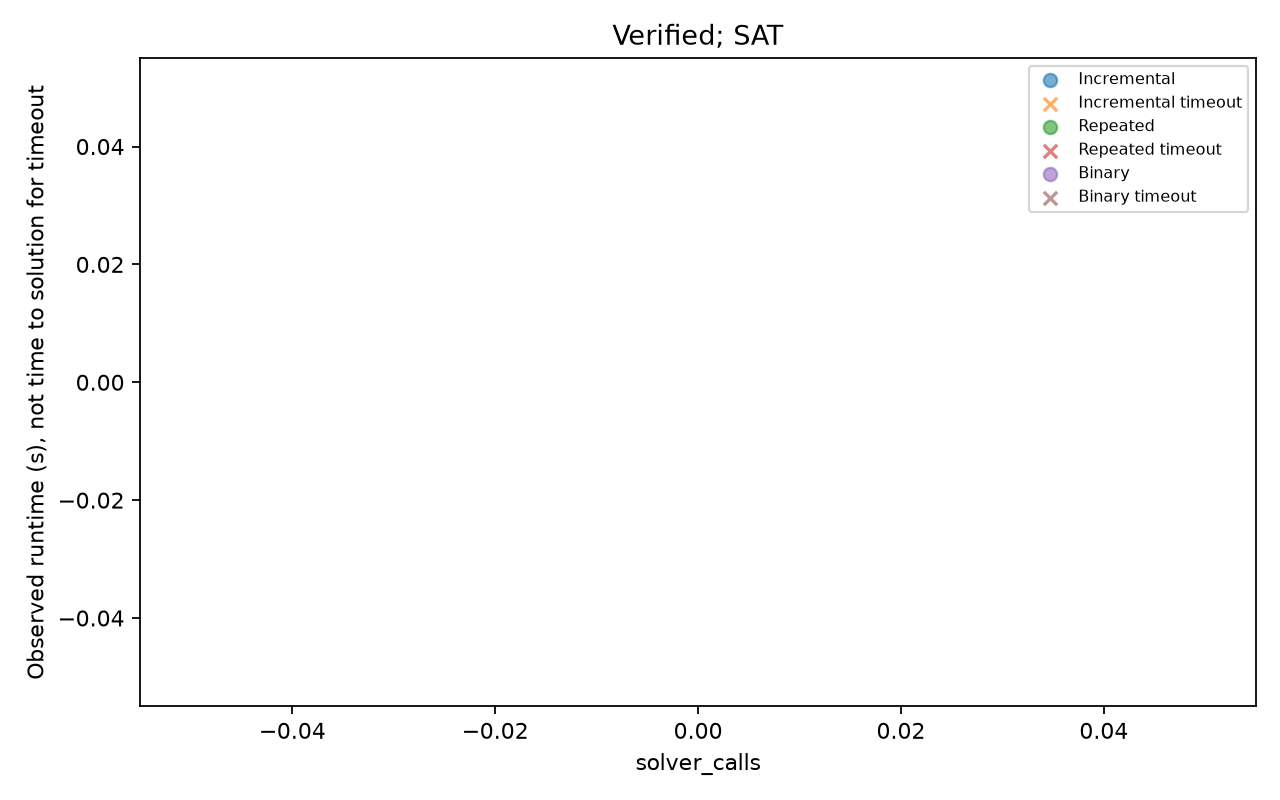 Verified; SAT
Observed runtime (s), not time to solution for timeout
0.04
0.02
0.00
−0.02
−0.04
Incremental
Incremental timeout
Repeated
Repeated timeout
Binary
Binary timeout
−0.04
−0.02
0.00
0.02
0.04
solver_calls